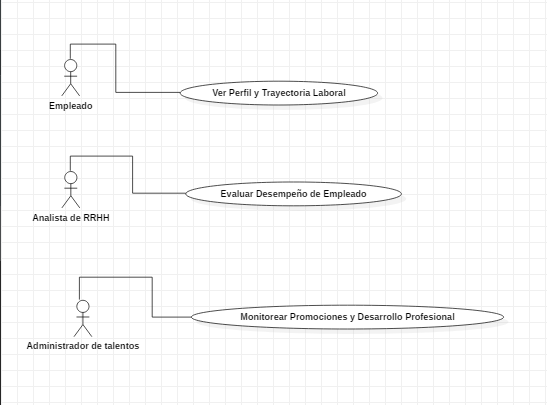 Ver Perfil y Trayectoria Laboral
Empleado
Evaluar Desempeño de Empleado
Analista de RRHH
Monitorear Promociones y Desarrollo Profesional
Administrador de talentos